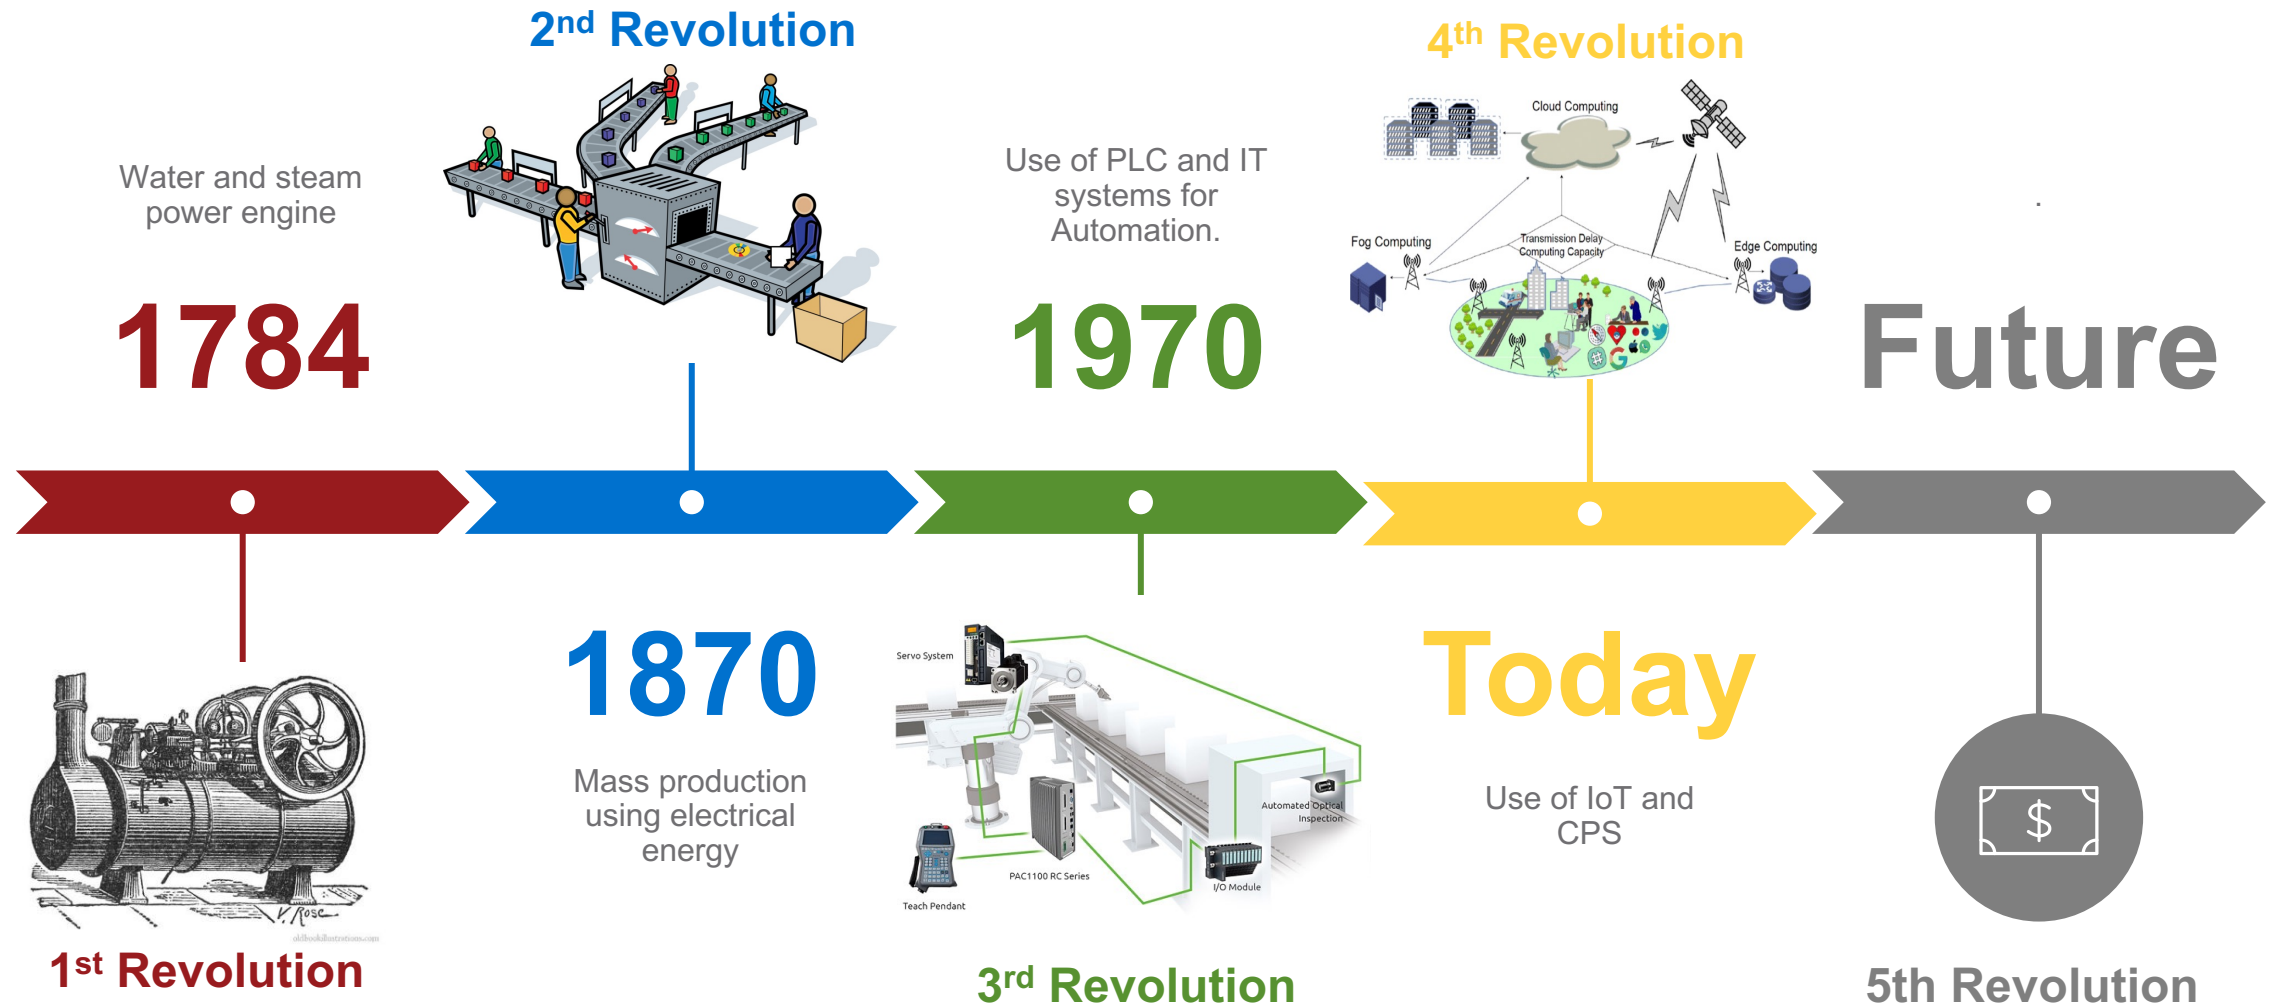 2nd Revolution
4th Revolution
Water and steam
power engine
Use of PLC and IT
systems for
Automation.
Cloud Computing
Fog Computing
Transmission Delay
Computing Capacity
Edge Computing
.
1784
1970
Future
1870
Mass production
using electrical
energy
Today
Use of IoT and
CPS
Servo System
Automated Optical
Inspection
PAC1100 RC Series
I/O Module
Teach Pendant
$
V. Rose
oldbookillustrations.com
1st Revolution
3rd Revolution
5th Revolution